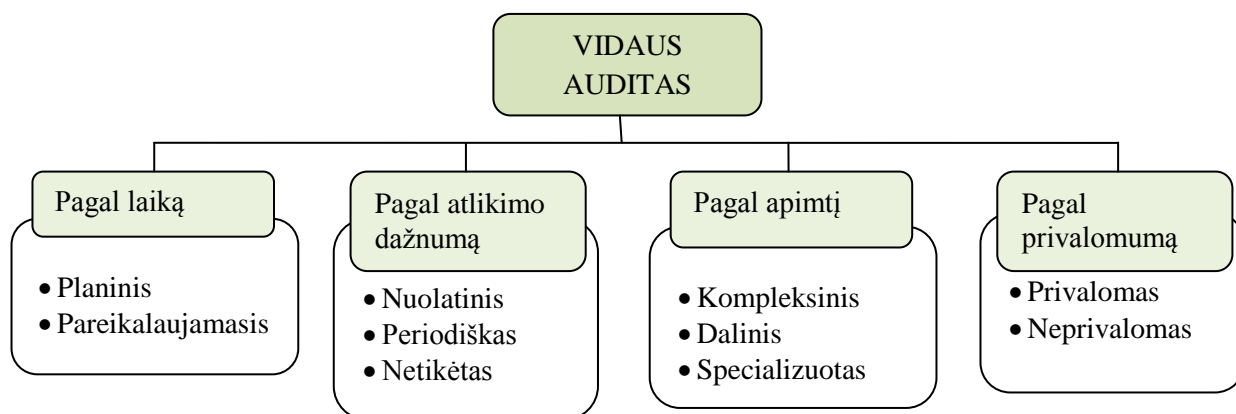 VIDAUS
AUDITAS
Pagal laiką
• Planinis
• Pareikalaujamasis
Pagal atlikimo
dažnumą
• Nuolatinis
• Periodiškas
• Netikėtas
Pagal apimtį
• Kompleksinis
• Dalinis
• Specializuotas
Pagal
privalomumą
• Privalomas
• Neprivalomas